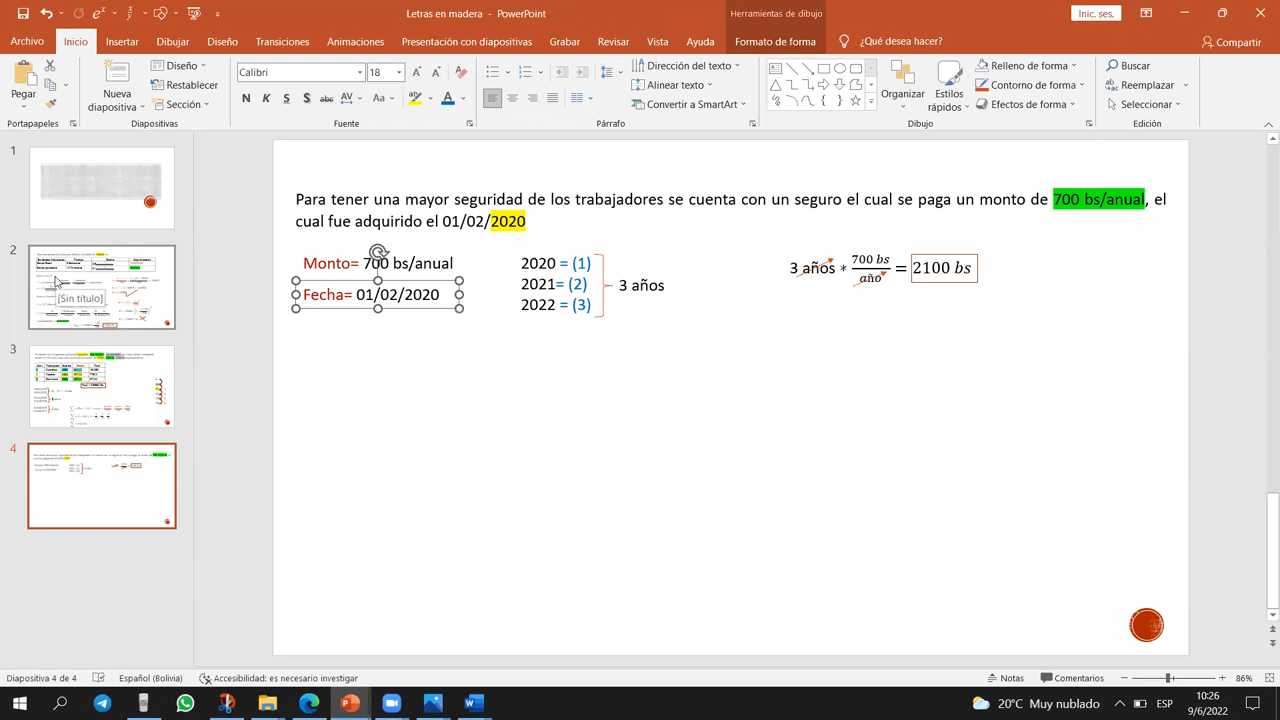 Letras en madera - PowerPoint
Herramientas de dibujo
Inic. ses.
Archivo Inicio Insertar Dibujar Diseño Transiciones Animaciones Presentación con diapositivas Grabar Revisar Vista Ayuda Formato de forma ¿Qué desea hacer? Compartir
Pegar
Nueva diapositiva
Diseño
Restablecer
Sección
Calibri 18
N K S S abc AV Aa A
Dirección del texto
Alinear texto
Convertir a SmartArt
Organizar
Estilos rápidos
Relleno de forma
Contorno de forma
Efectos de forma
Buscar
Reemplazar
Seleccionar
Portapapeles Diapositivas Fuente Párrafo Dibujo Edición
1
2
[Sin título]
3
4
Para tener una mayor seguridad de los trabajadores se cuenta con un seguro el cual se paga un monto de 700 bs/anual, el
cual fue adquirido el 01/02/2020
Monto= 700 bs/anual
Fecha= 01/02/2020
2020 = (1)
2021= (2)
2022 = (3)
3 años
3 años * 700 bs/año = 2100 bs
Diapositiva 4 de 4 Español (Bolivia) Accesibilidad: es necesario investigar Notas Comentarios 86%
20°C Muy nublado ESP 10:26
9/6/2022